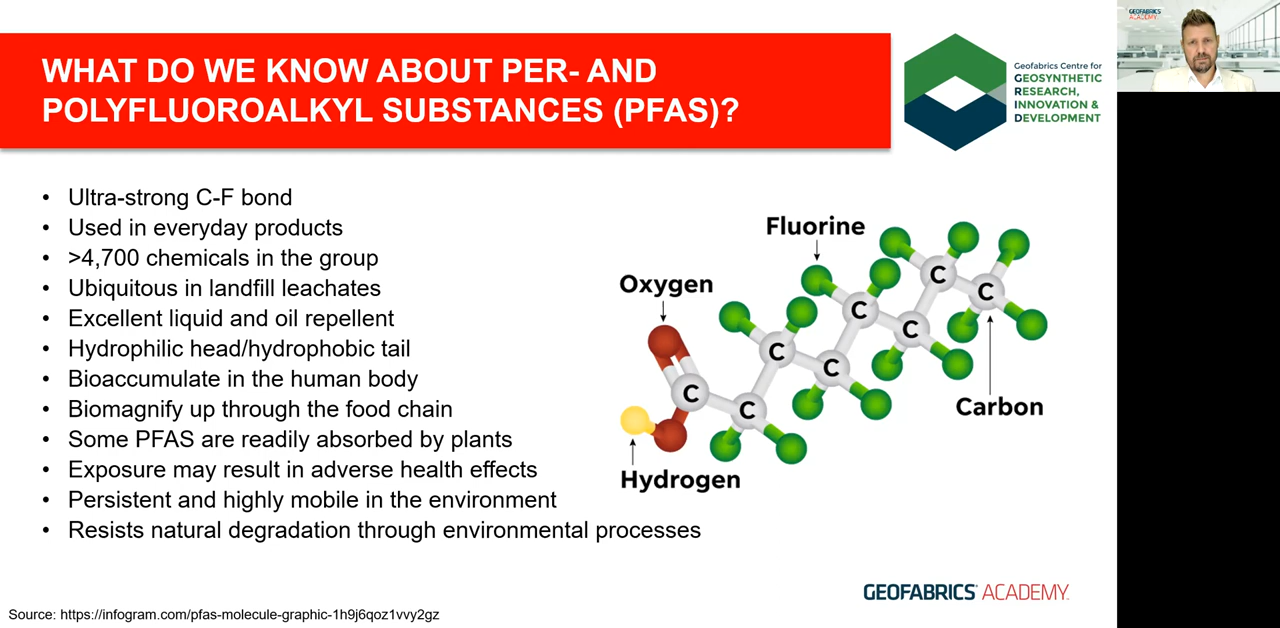 WHAT DO WE KNOW ABOUT PER- AND
POLYFLUOROALKYL SUBSTANCES (PFAS)?
Geofabrics Centre for
GEOSYNTHETIC
RESEARCH,
INNOVATION &
DEVELOPMENT
GEOFABRICS
ACADEMY
• Ultra-strong C-F bond
• Used in everyday products
• >4,700 chemicals in the group
• Ubiquitous in landfill leachates
• Excellent liquid and oil repellent
• Hydrophilic head/hydrophobic tail
• Bioaccumulate in the human body
• Biomagnify up through the food chain
• Some PFAS are readily absorbed by plants
• Exposure may result in adverse health effects
• Persistent and highly mobile in the environment
• Resists natural degradation through environmental processes
Fluorine
Oxygen
Hydrogen
Carbon
C
C
C
C
C
C
C
C
GEOFABRICS ACADEMY
Source: https://infogram.com/pfas-molecule-graphic-1h9j6qoz1vvy2gz